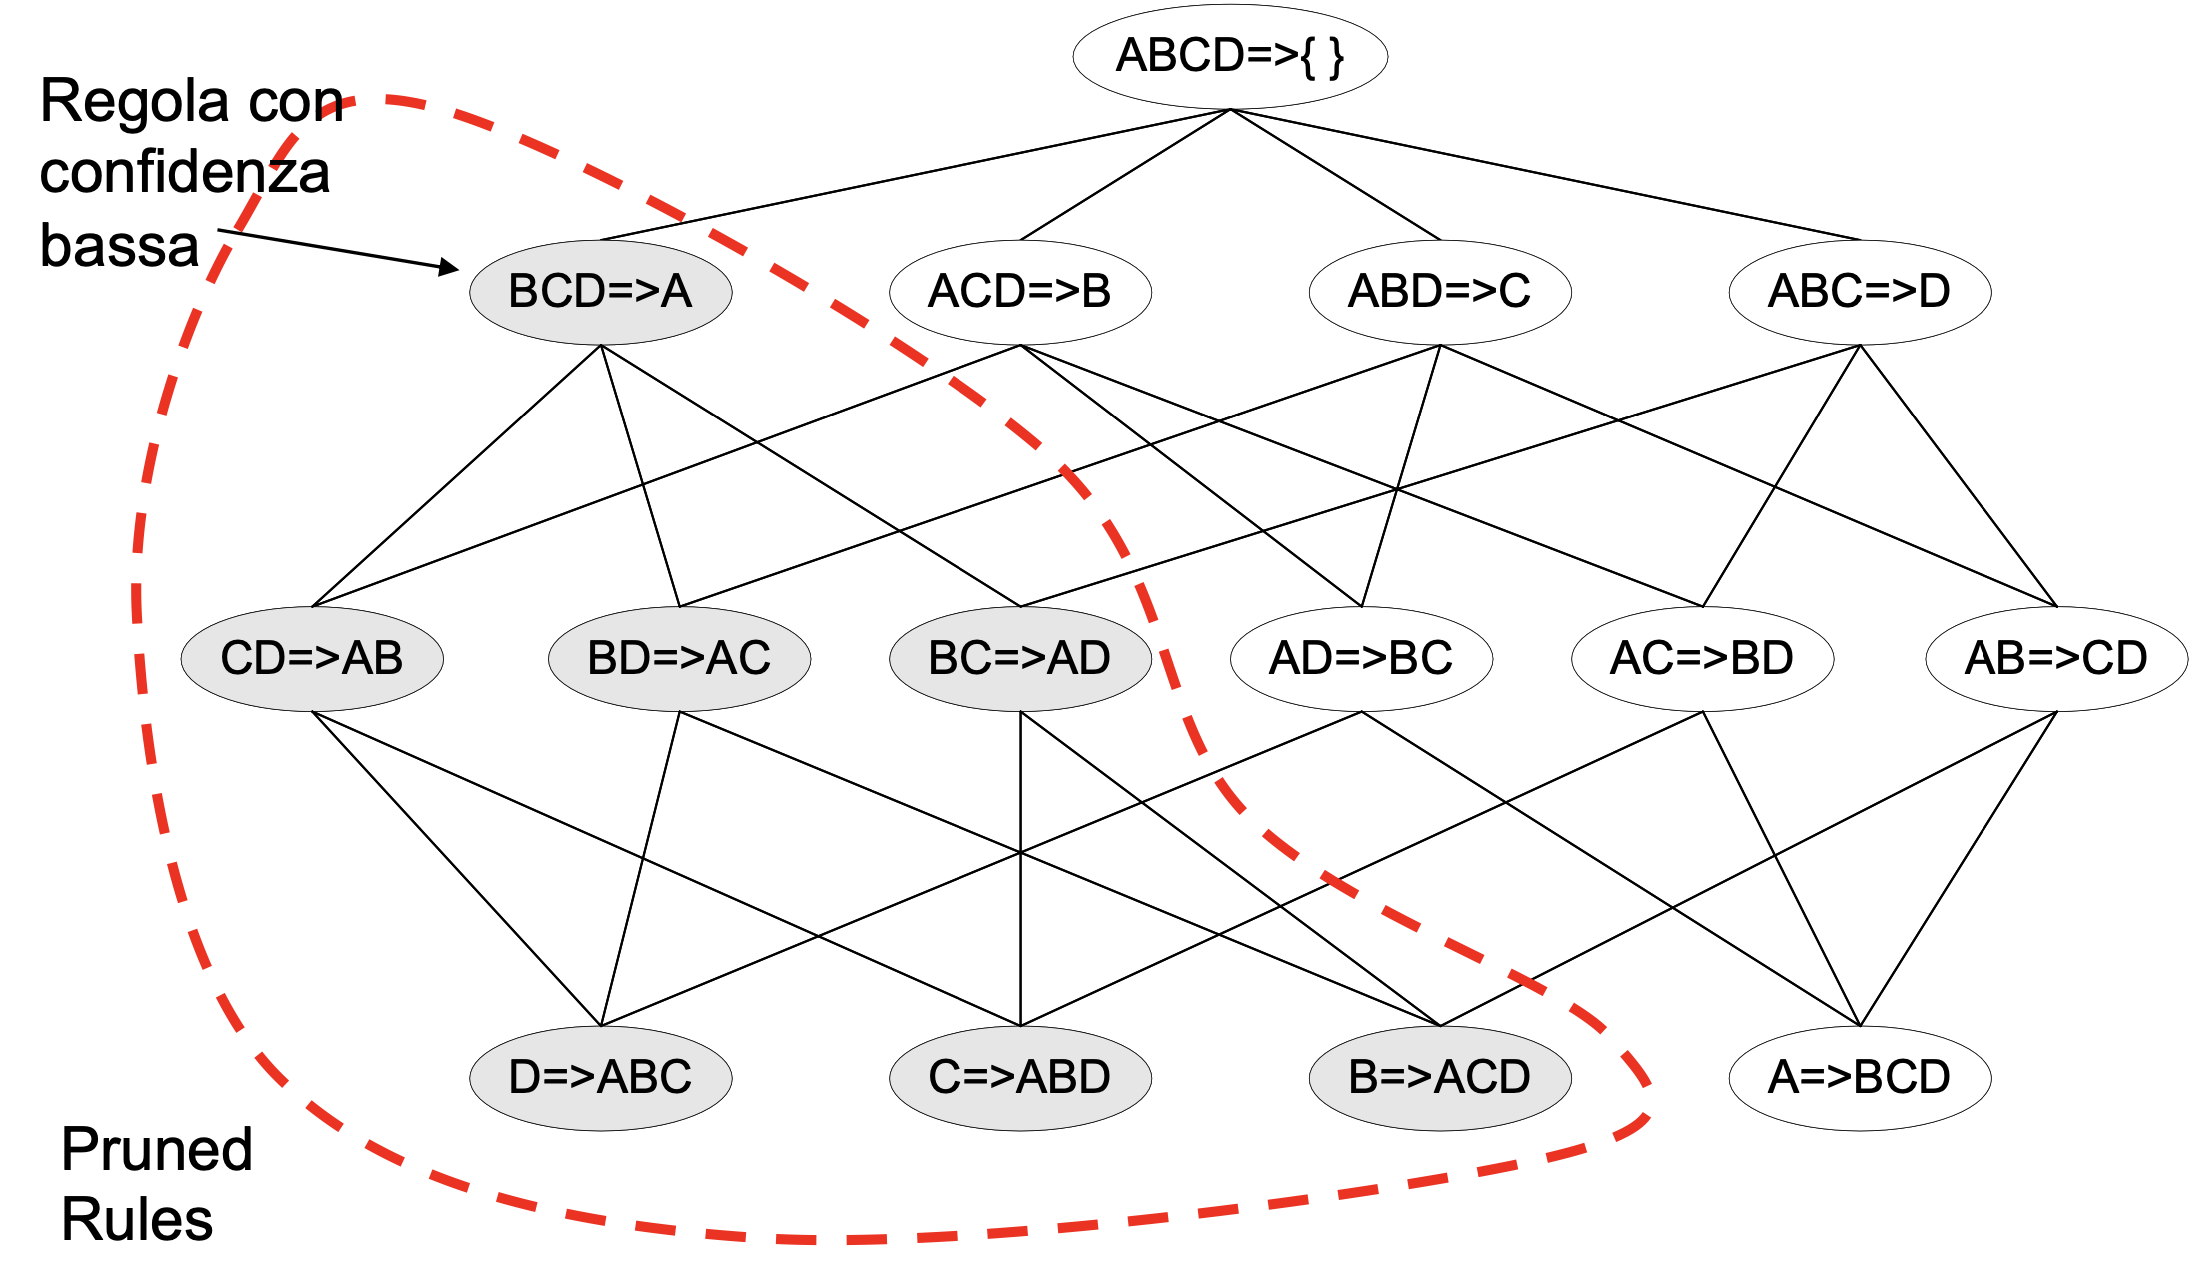 ABCD=>{ }
Regola con
confidenza
bassa
BCD=>A
ACD=>B
ABD=>C
ABC=>D
CD=>AB
BD=>AC
BC=>AD
AD=>BC
AC=>BD
AB=>CD
D=>ABC
C=>ABD
B=>ACD
A=>BCD
Pruned
Rules